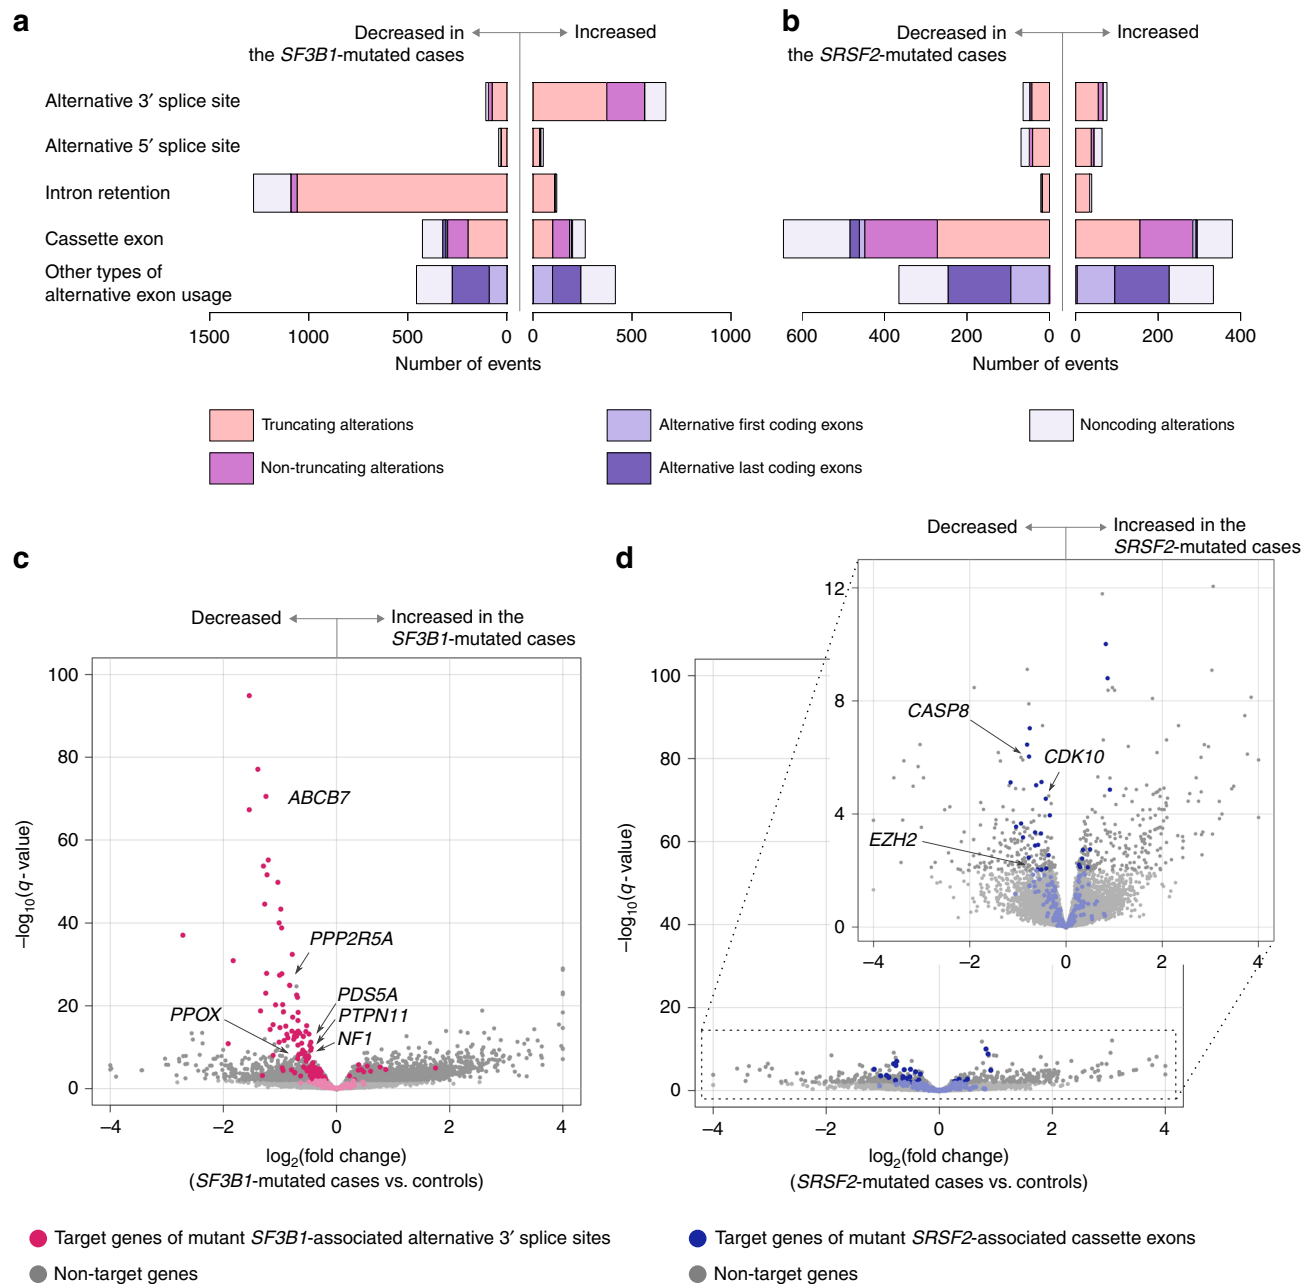 a
Decreased in
the SF3B1-mutated cases
Increased
Alternative 3′ splice site
Alternative 5′ splice site
Intron retention
Cassette exon
Other types of
alternative exon usage
1500 1000 500 0 0 500 1000
Number of events
b
Decreased in
the SRSF2-mutated cases
Increased
600 400 200 0 0 200 400
Number of events
Truncating alterations
Non-truncating alterations
Alternative first coding exons
Alternative last coding exons
Noncoding alterations
c
Decreased
Increased in the
SF3B1-mutated cases
100
80
60
40
20
0
−log10(q-value)
ABCB7
PPP2R5A
PDS5A
PTPN11
NF1
PPOX
−4 −2 0 2 4
log2(fold change)
(SF3B1-mutated cases vs. controls)
Target genes of mutant SF3B1-associated alternative 3′ splice sites
Non-target genes
d
Decreased
Increased in the
SRSF2-mutated cases
12
8
4
0
CASP8
CDK10
EZH2
−4 −2 0 2 4
100
80
60
40
20
0
−log10(q-value)
−4 −2 0 2 4
log2(fold change)
(SRSF2-mutated cases vs. controls)
Target genes of mutant SRSF2-associated cassette exons
Non-target genes